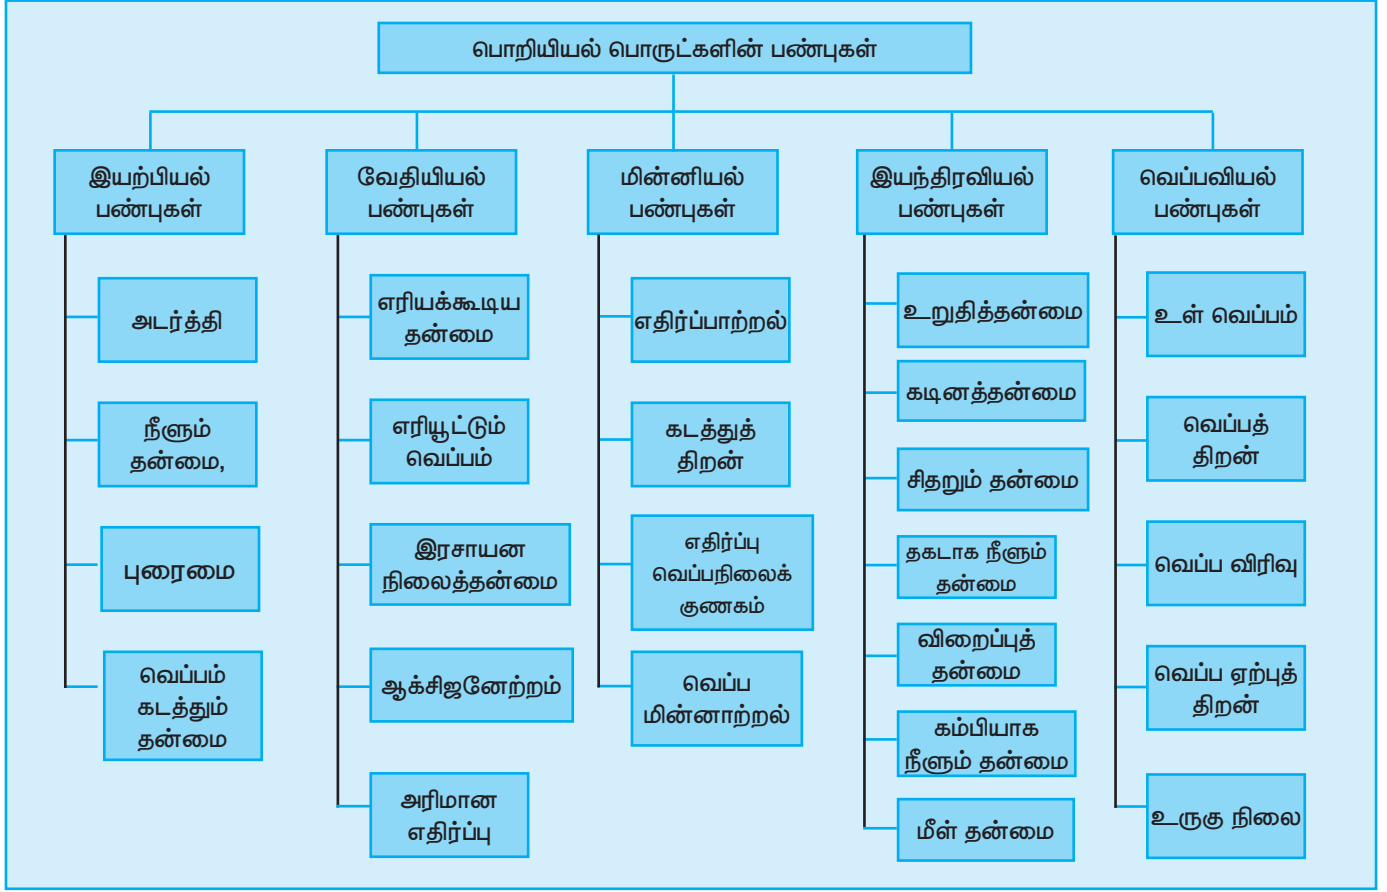 பொறியியல் பொருட்களின் பண்புகள்
இயற்பியல்
பண்புகள்
அடர்த்தி
நீளும்
தன்மை,
புரைமை
வெப்பம்
கடத்தும்
தன்மை
வேதியியல்
பண்புகள்
எரியக்கூடிய
தன்மை
எரியூட்டும்
வெப்பம்
இரசாயன
நிலைத்தன்மை
ஆக்சிஜனேற்றம்
அரிமான
எதிர்ப்பு
மின்னியல்
பண்புகள்
எதிர்ப்பாற்றல்
கடத்துத்
திறன்
எதிர்ப்பு
வெப்பநிலைக்
குணகம்
வெப்ப
மின்னாற்றல்
இயந்திரவியல்
பண்புகள்
உறுதித்தன்மை
கடினத்தன்மை
சிதறும் தன்மை
தகடாக நீளும்
தன்மை
விறைப்புத்
தன்மை
கம்பியாக
நீளும் தன்மை
மீள் தன்மை
வெப்பவியல்
பண்புகள்
உள் வெப்பம்
வெப்பத்
திறன்
வெப்ப விரிவு
வெப்ப ஏற்புத்
திறன்
உருகு நிலை